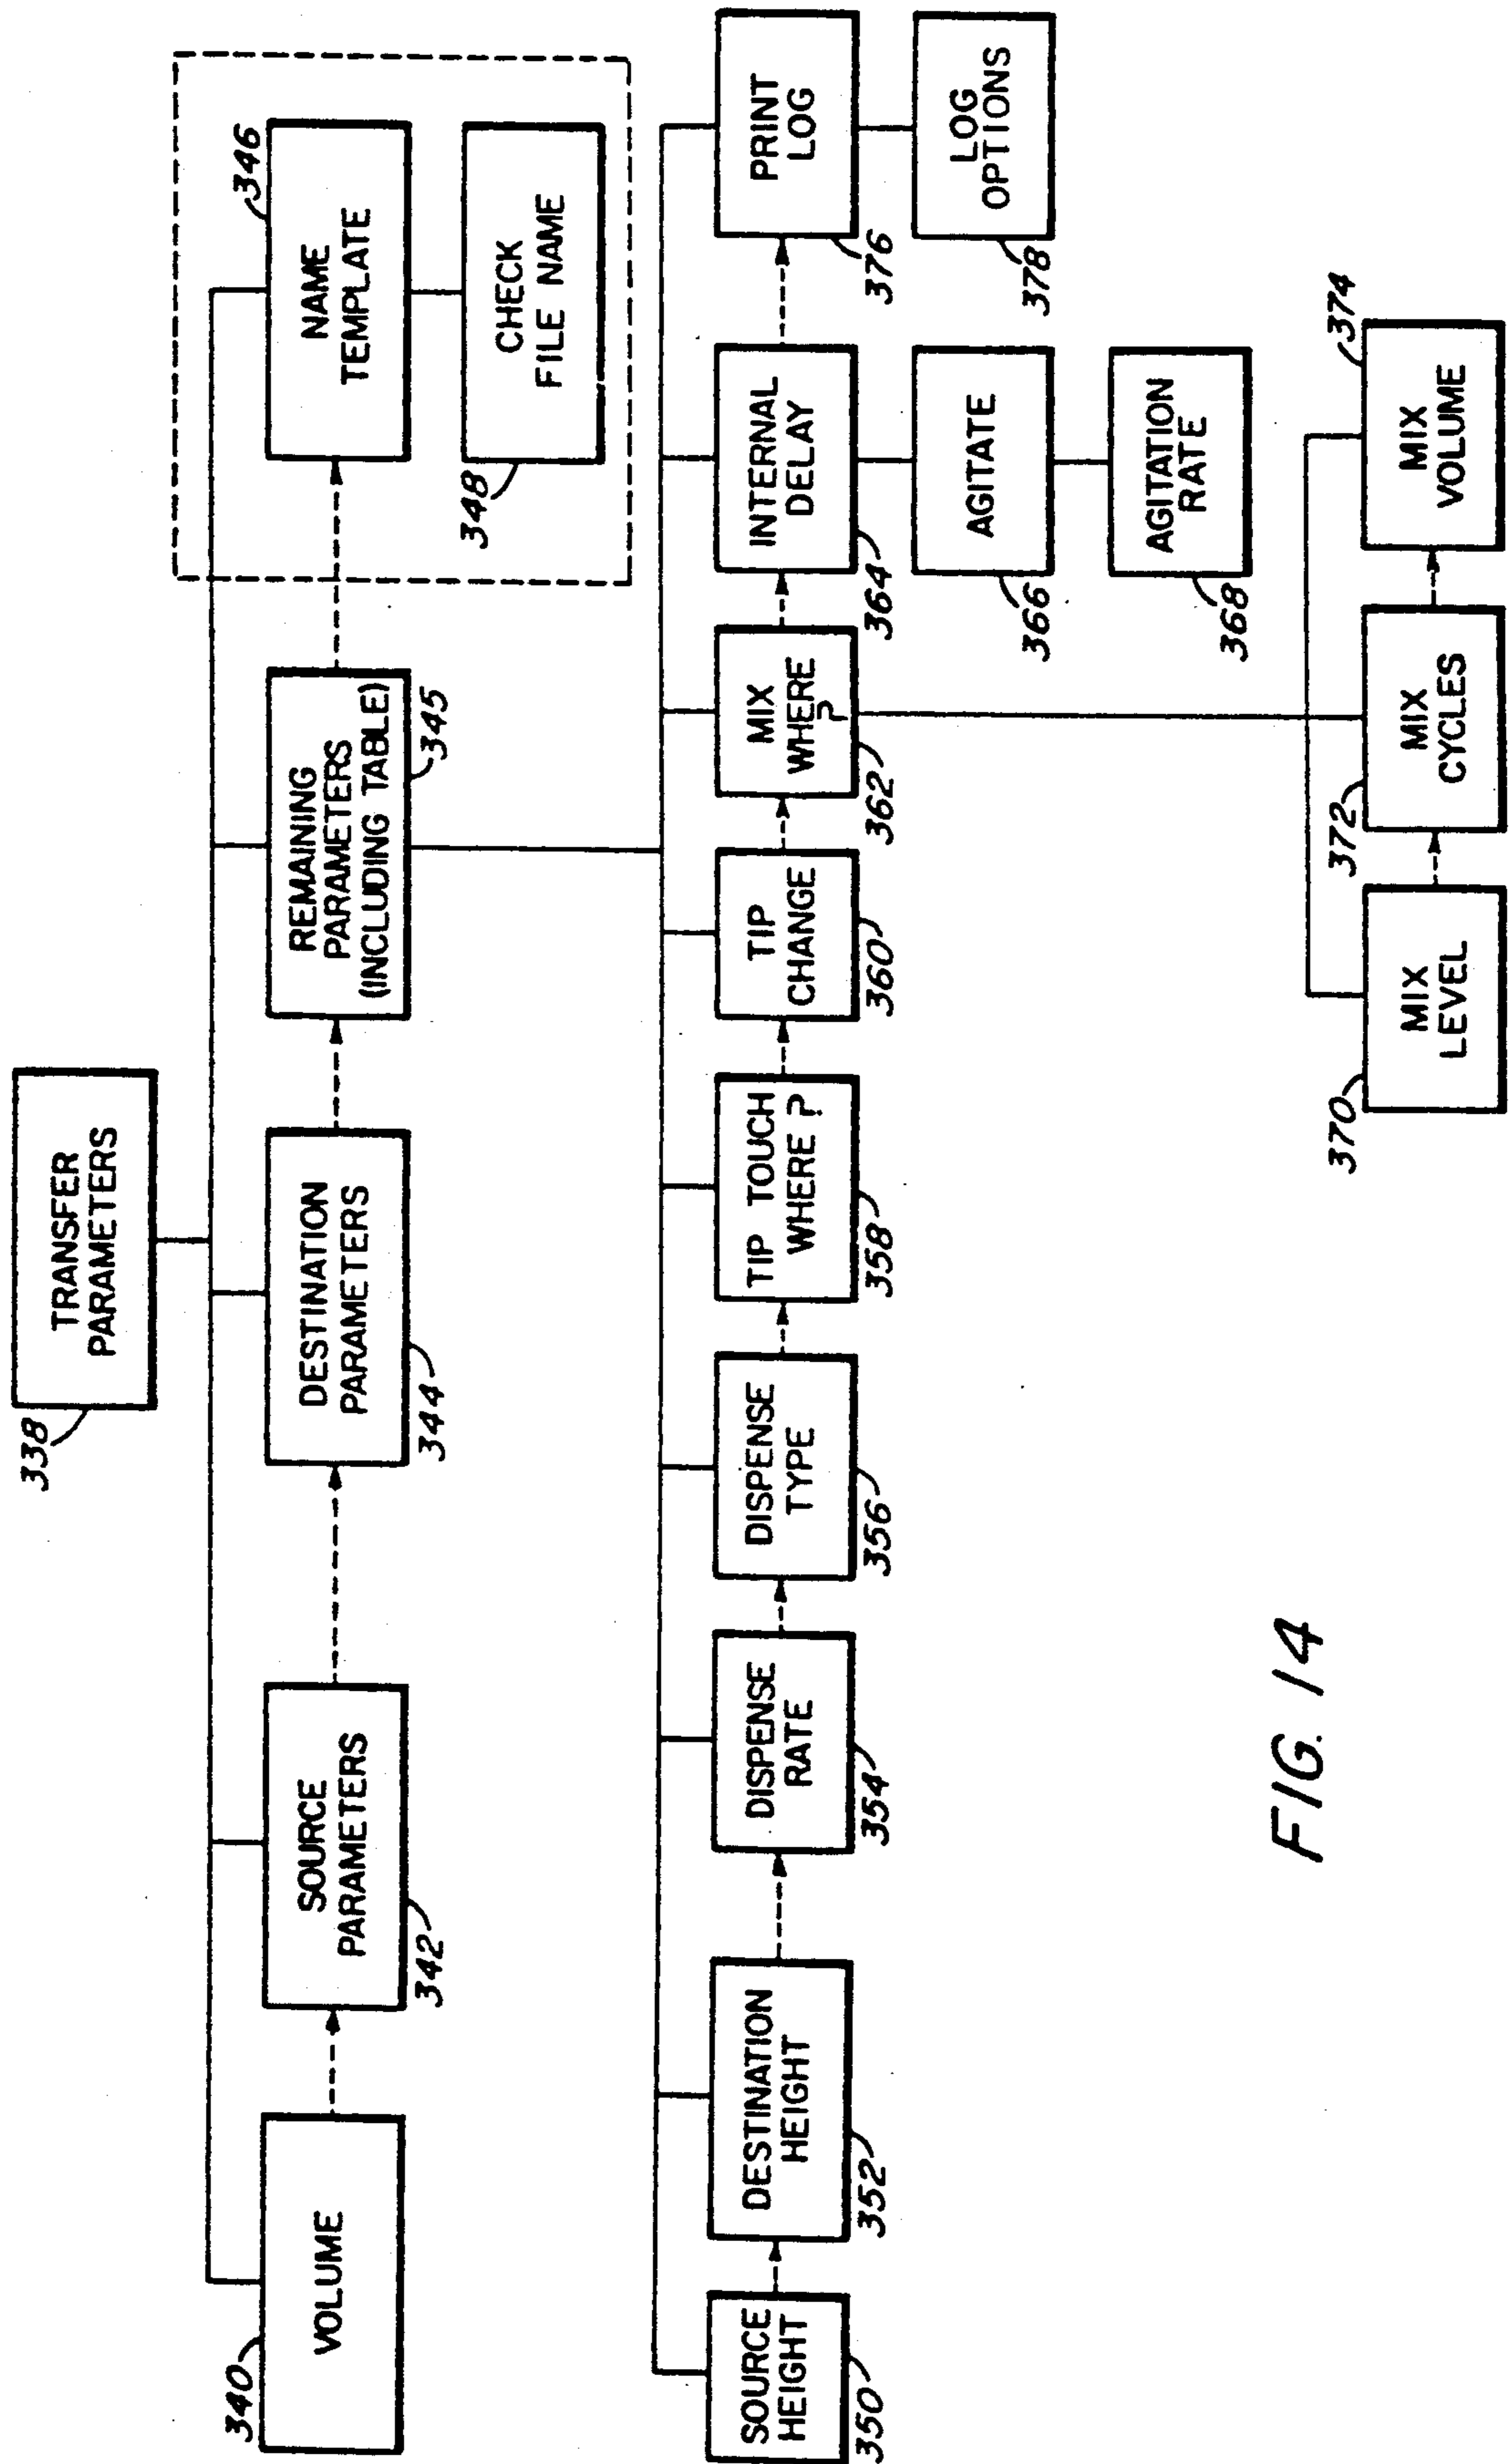 338
TRANSFER
PARAMETERS
340
VOLUME
SOURCE
PARAMETERS
342
DESTINATION
PARAMETERS
344
REMAINING
PARAMETERS
(INCLUDING TABLE)
345
346
NAME
TEMPLATE
CHECK
FILE NAME
348
SOURCE
HEIGHT
350
DESTINATION
HEIGHT
352
DISPENSE
RATE
354
DISPENSE
TYPE
356
TIP TOUCH
WHERE ?
358
TIP
CHANGE
360
MIX
WHERE
?
362
INTERNAL
DELAY
364
AGITATE
366
AGITATION
RATE
368
PRINT
LOG
376
LOG
OPTIONS
378
370
MIX
LEVEL
372
MIX
CYCLES
374
MIX
VOLUME
FIG. 14